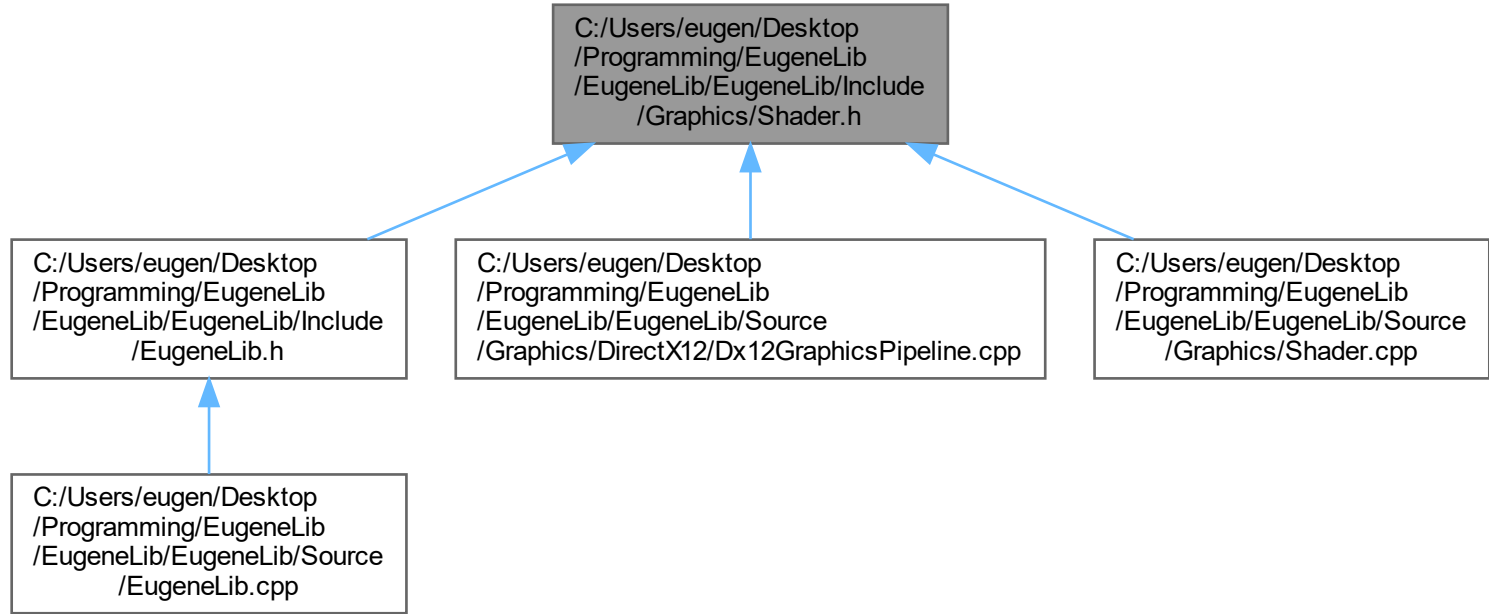 C:/Users/eugen/Desktop
/Programming/EugeneLib
/EugeneLib/EugeneLib/Include
/Graphics/Shader.h
C:/Users/eugen/Desktop
/Programming/EugeneLib
/EugeneLib/EugeneLib/Include
/EugeneLib.h
C:/Users/eugen/Desktop
/Programming/EugeneLib
/EugeneLib/EugeneLib/Source
/Graphics/DirectX12/Dx12GraphicsPipeline.cpp
C:/Users/eugen/Desktop
/Programming/EugeneLib
/EugeneLib/EugeneLib/Source
/Graphics/Shader.cpp
C:/Users/eugen/Desktop
/Programming/EugeneLib
/EugeneLib/EugeneLib/Source
/EugeneLib.cpp